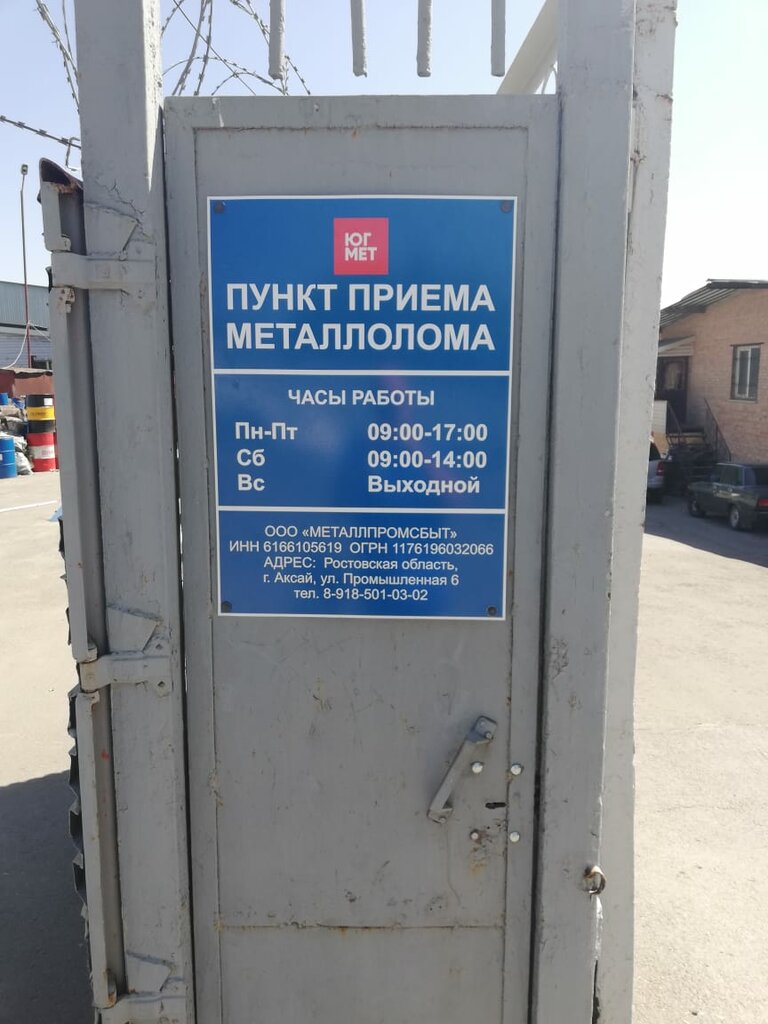 ЮГ
МЕТ
ПУНКТ ПРИЕМА
МЕТАЛЛОЛОМА
ЧАСЫ РАБОТЫ
Пн-Пт 09:00-17:00
Сб 09:00-14:00
Вс Выходной
ООО «МЕТАЛЛПРОМСБЫТ»
ИНН 6166105619 ОГРН 1176196032066
АДРЕС: Ростовская область,
г. Аксай, ул. Промышленная 6
тел. 8-918-501-03-02